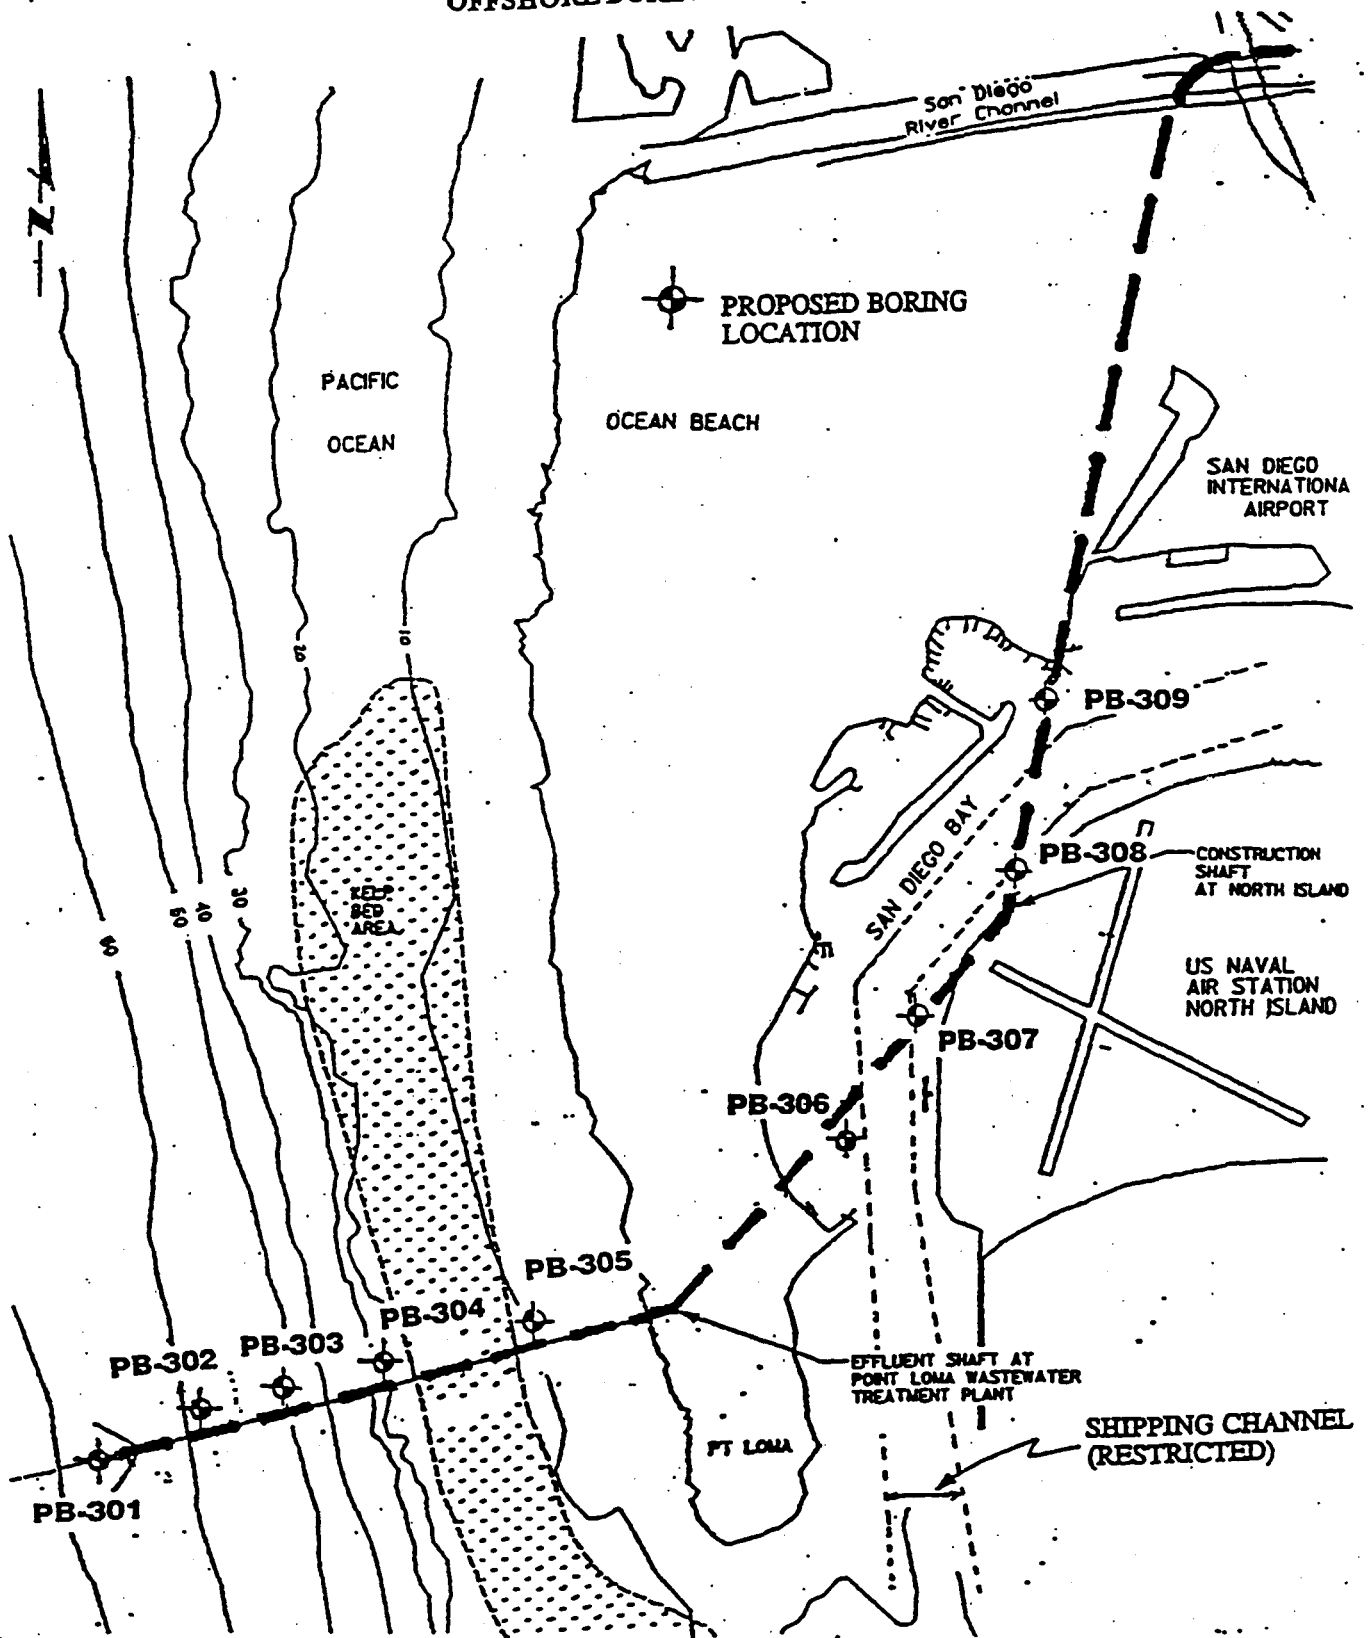 San Diego
River Channel
N
PROPOSED BORING
LOCATION
PACIFIC
OCEAN
OCEAN BEACH
SAN DIEGO
INTERNATIONA
AIRPORT
20
10
PB-309
SAN DIEGO BAY
PB-308
CONSTRUCTION
SHAFT
AT NORTH ISLAND
KELP
BED
AREA
30
40
50
60
US NAVAL
AIR STATION
NORTH ISLAND
PB-307
PB-306
PB-305
PB-304
PB-303
PB-302
PB-301
EFFLUENT SHAFT AT
POINT LOMA WASTEWATER
TREATMENT PLANT
PT LOMA
SHIPPING CHANNEL
(RESTRICTED)